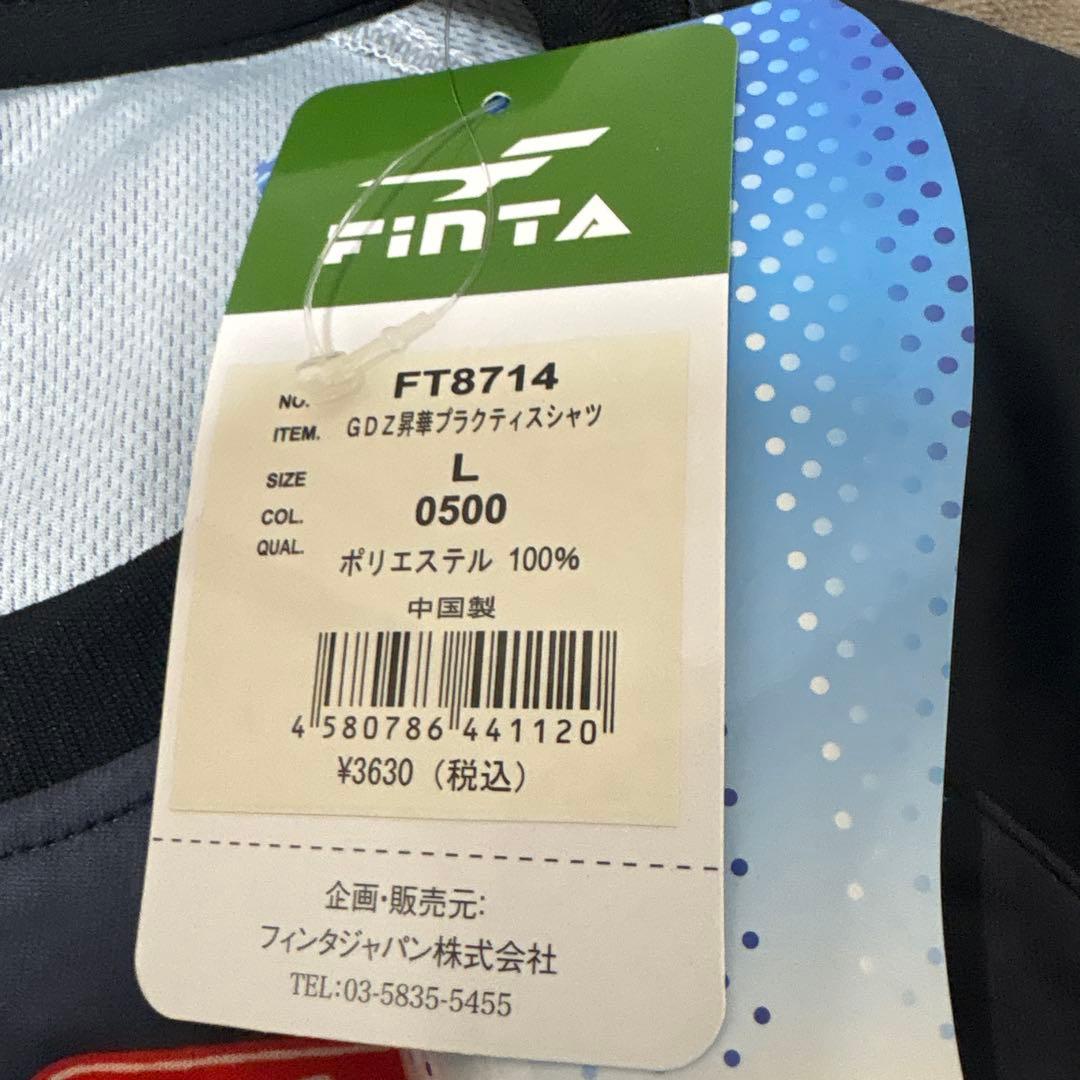 FiNTA
NO. FT8714
ITEM. GDZ昇華プラクティスシャツ
SIZE L
COL. 0500
QUAL. ポリエステル 100%
中国製
4 580786 441120
¥3630（税込）
企画・販売元:
フィンタジャパン株式会社
TEL:03-5835-5455